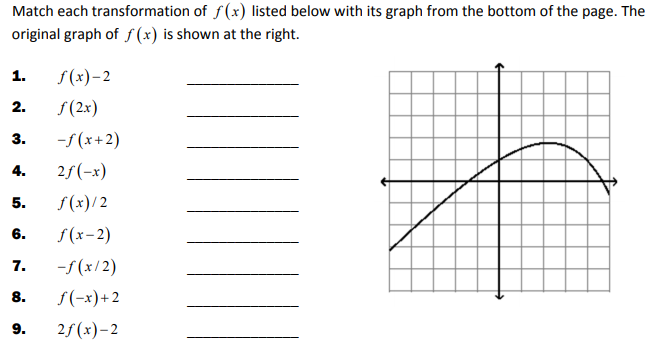 Match each transformation of f(x) listed below with its graph from the bottom of the page. The
original graph of f(x) is shown at the right.
1. f(x)−2
2. f(2x)
3. −f(x+2)
4. 2f(−x)
5. f(x)/2
6. f(x−2)
7. −f(x/2)
8. f(−x)+2
9. 2f(x)−2